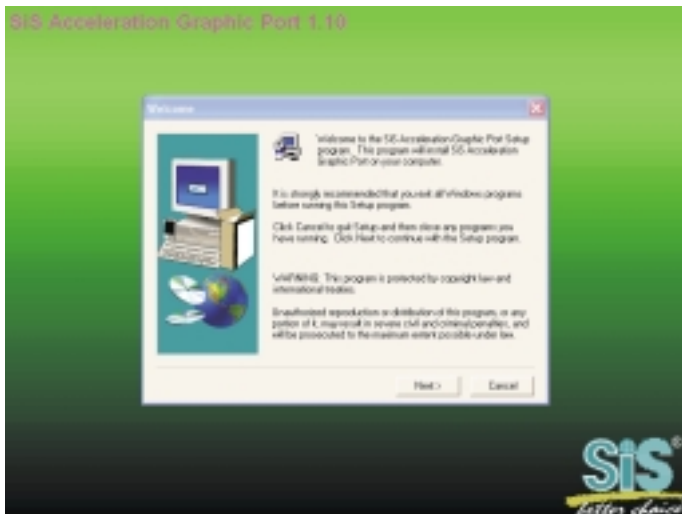 SiS Acceleration Graphic Port 1.10
Welcome
Welcome to the SiS Acceleration Graphic Port Setup
program. This program will install SiS Acceleration
Graphic Port on your computer.
It is strongly recommended that you exit all Windows programs
before running this Setup program.
Click Cancel to quit Setup and then close any programs you
have running. Click Next to continue with the Setup program.
WARNING: This program is protected by copyright law and
international treaties.
Unauthorized reproduction or distribution of this program, or any
portion of it, may result in severe civil and criminal penalties, and
will be prosecuted to the maximum extent possible under law.
Next >
Cancel
SiS®
better choice